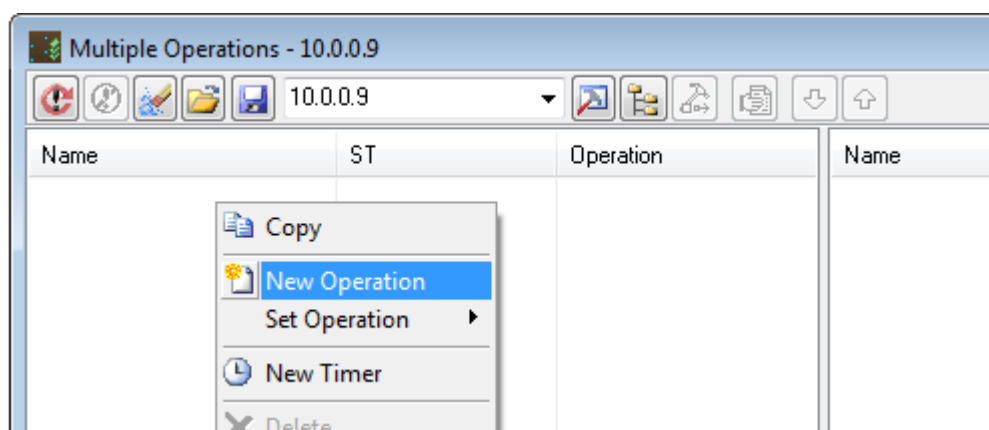 Multiple Operations - 10.0.0.9
10.0.0.9
Name ST Operation Name
Copy
New Operation
Set Operation
New Timer
Delete